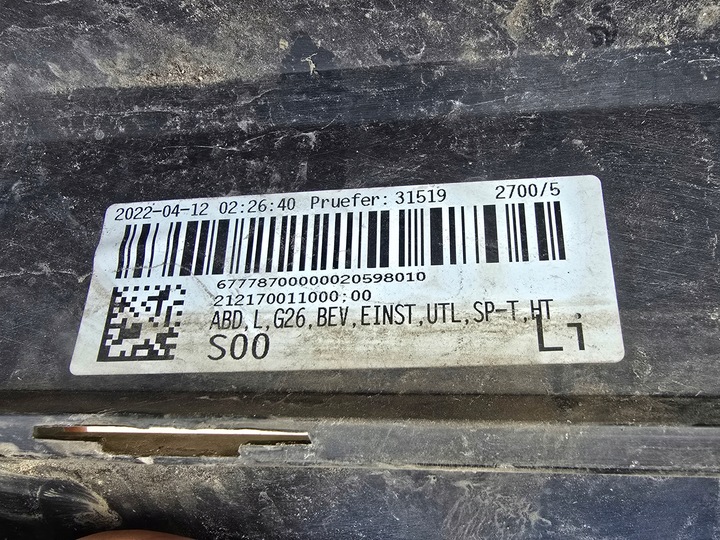 2022-04-12 02:26:40 Pruefer: 31519 2700/5
67778700000020598010
212170011000;00
ABD,L,G26,BEV,EINST,UTL,SP-T,HT
S00 Li